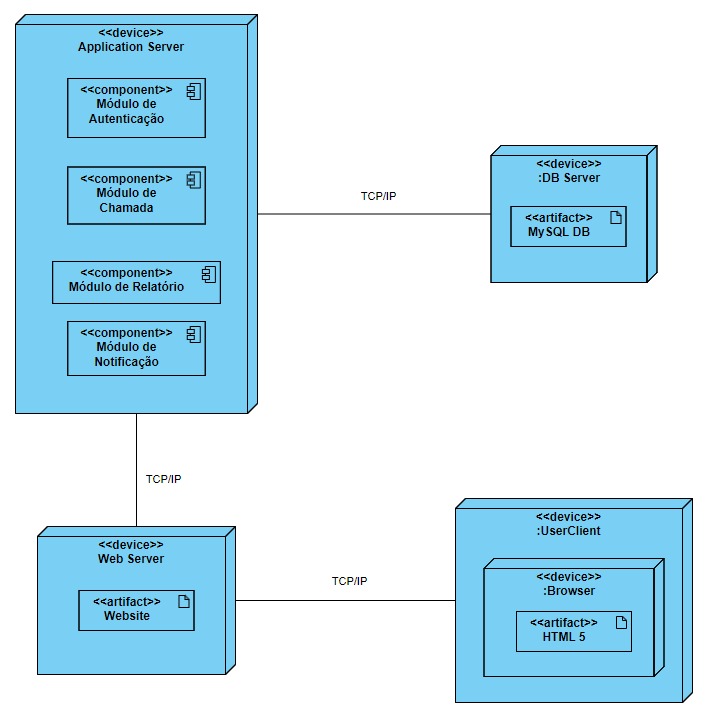 <<device>>
Application Server
<<component>>
Módulo de
Autenticação
<<component>>
Módulo de
Chamada
<<component>>
Módulo de Relatório
<<component>>
Módulo de
Notificação
TCP/IP
<<device>>
:DB Server
<<artifact>>
MySQL DB
TCP/IP
<<device>>
Web Server
<<artifact>>
Website
TCP/IP
<<device>>
:UserClient
<<device>>
:Browser
<<artifact>>
HTML 5